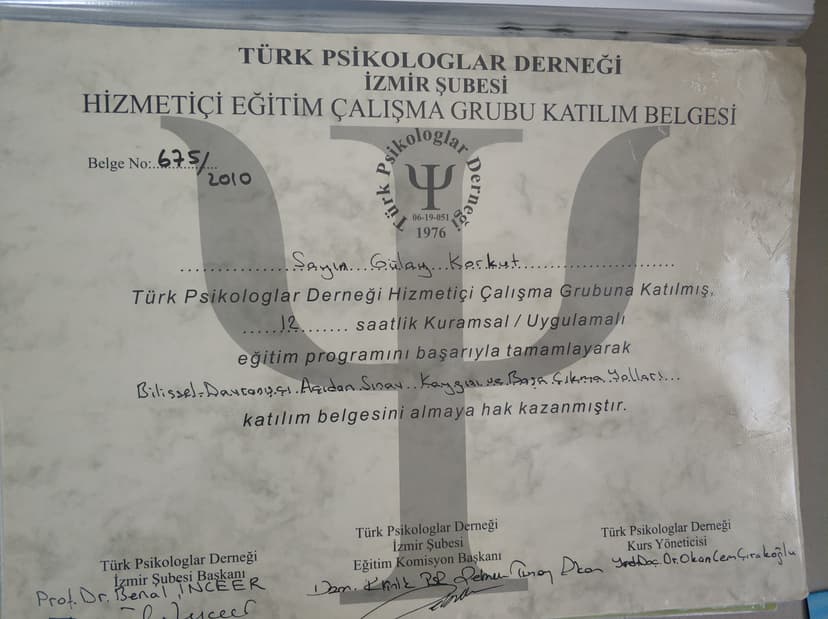 TÜRK PSİKOLOGLAR DERNEĞİ
İZMİR ŞUBESİ
HİZMETİÇİ EĞİTİM ÇALIŞMA GRUBU KATILIM BELGESİ
Belge No:..675/2010
Türk Psikologlar Derneği
06-19-051
1976
Sayın...Gülay...Korkut
Türk Psikologlar Derneği Hizmetiçi Çalışma Grubuna Katılmış,
......12........ saatlik Kuramsal / Uygulamalı
eğitim programını başarıyla tamamlayarak
Bilişsel-Davranışçı Açıdan Sınav Kaygısı ve Başa Çıkma Yolları...
katılım belgesini almaya hak kazanmıştır.
Türk Psikologlar Derneği
İzmir Şubesi Başkanı
Prof. Dr. Benal İNCEER
Türk Psikologlar Derneği
İzmir Şubesi
Eğitim Komisyon Başkanı
Türk Psikologlar Derneği
Kurs Yöneticisi
Yrd.Doç.Dr.OkanCemÇırakoğlu